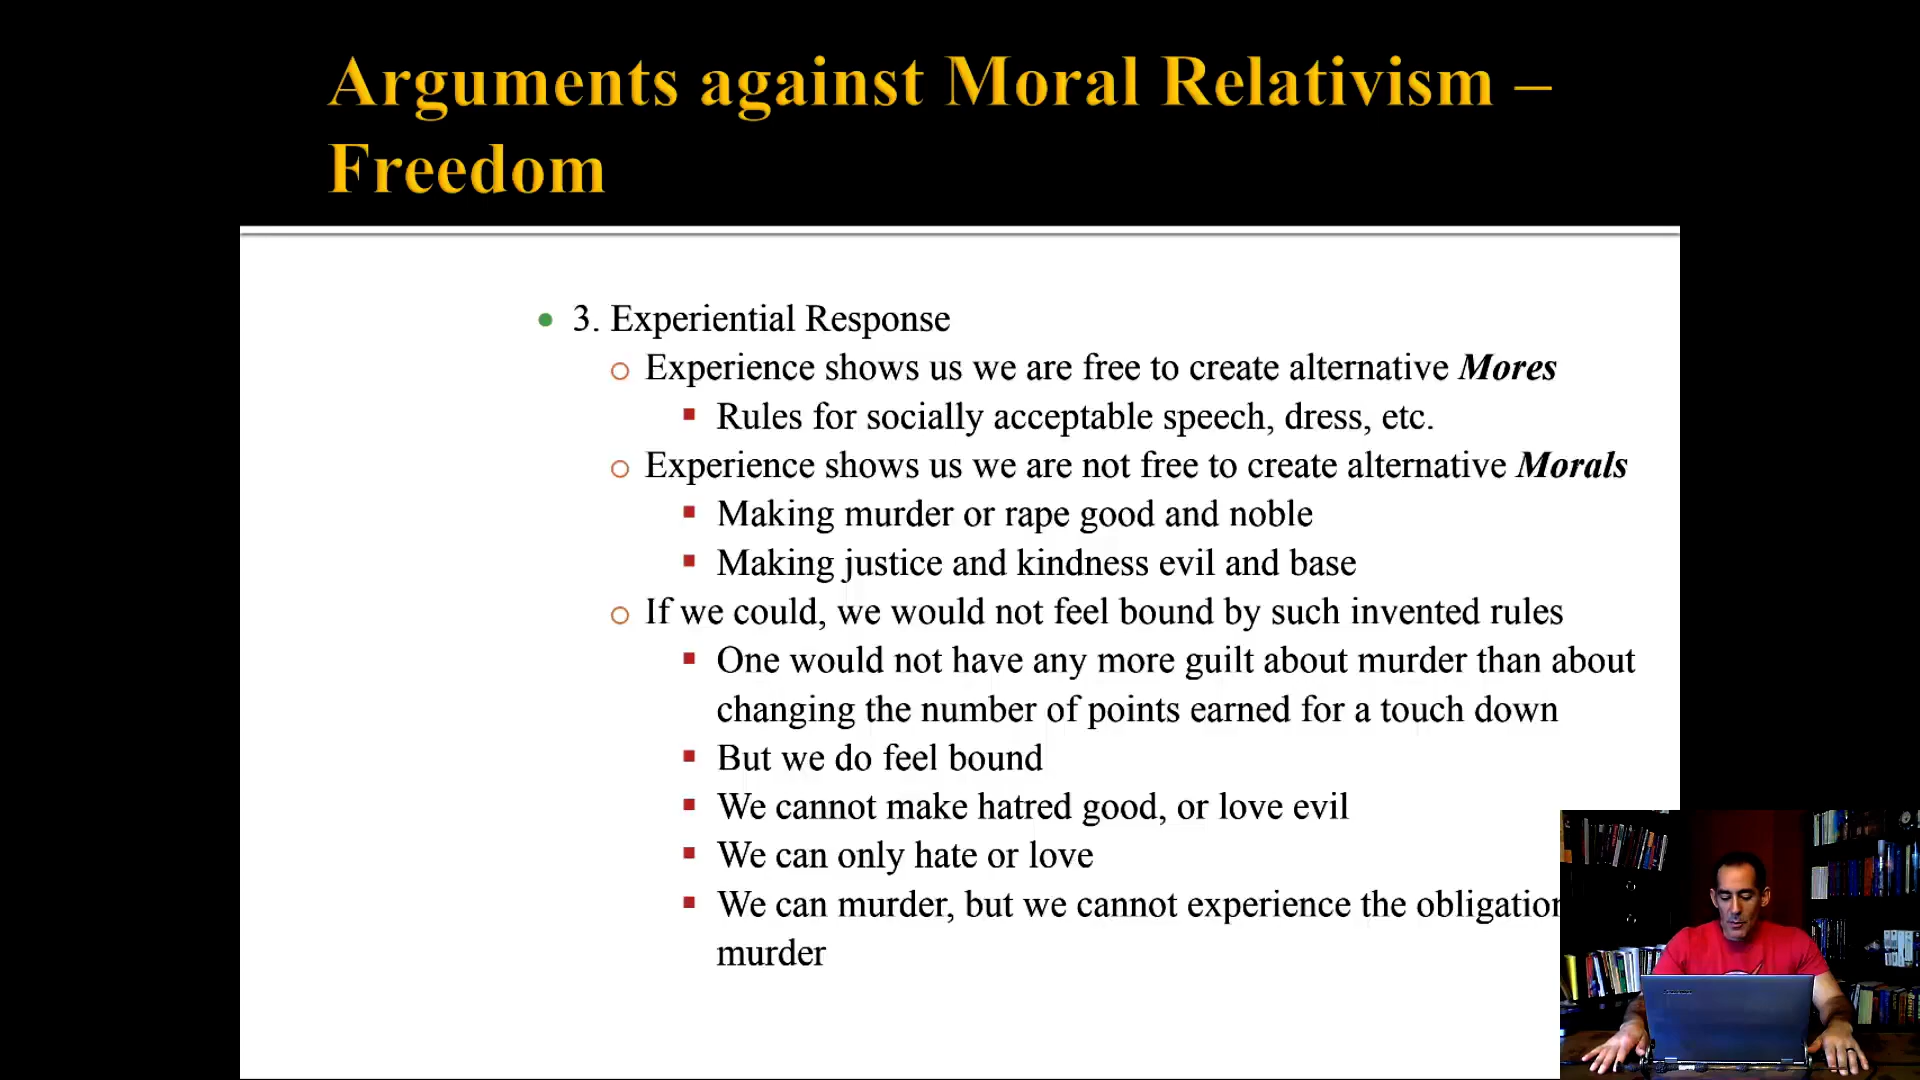 Arguments against Moral Relativism –
Freedom
3. Experiential Response
Experience shows us we are free to create alternative Mores
Rules for socially acceptable speech, dress, etc.
Experience shows us we are not free to create alternative Morals
Making murder or rape good and noble
Making justice and kindness evil and base
If we could, we would not feel bound by such invented rules
One would not have any more guilt about murder than about
changing the number of points earned for a touch down
But we do feel bound
We cannot make hatred good, or love evil
We can only hate or love
We can murder, but we cannot experience the obligation
murder